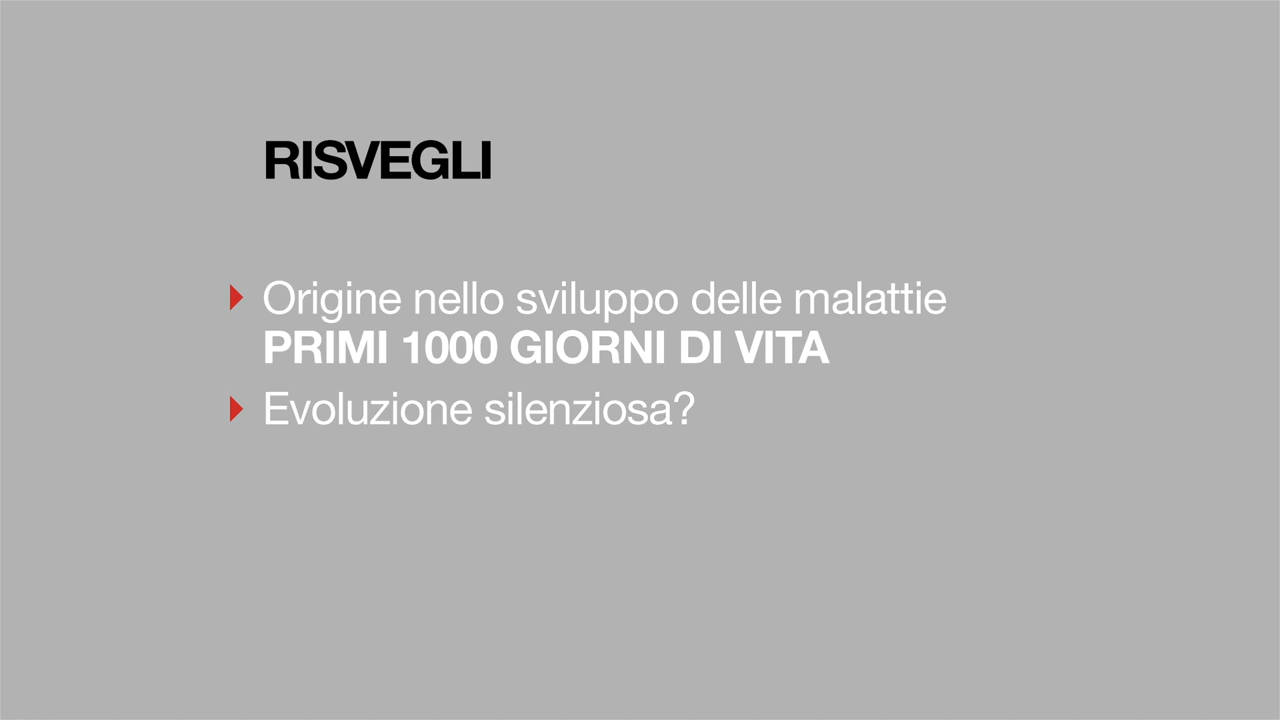 RISVEGLI
Origine nello sviluppo delle malattie
PRIMI 1000 GIORNI DI VITA
Evoluzione silenziosa?